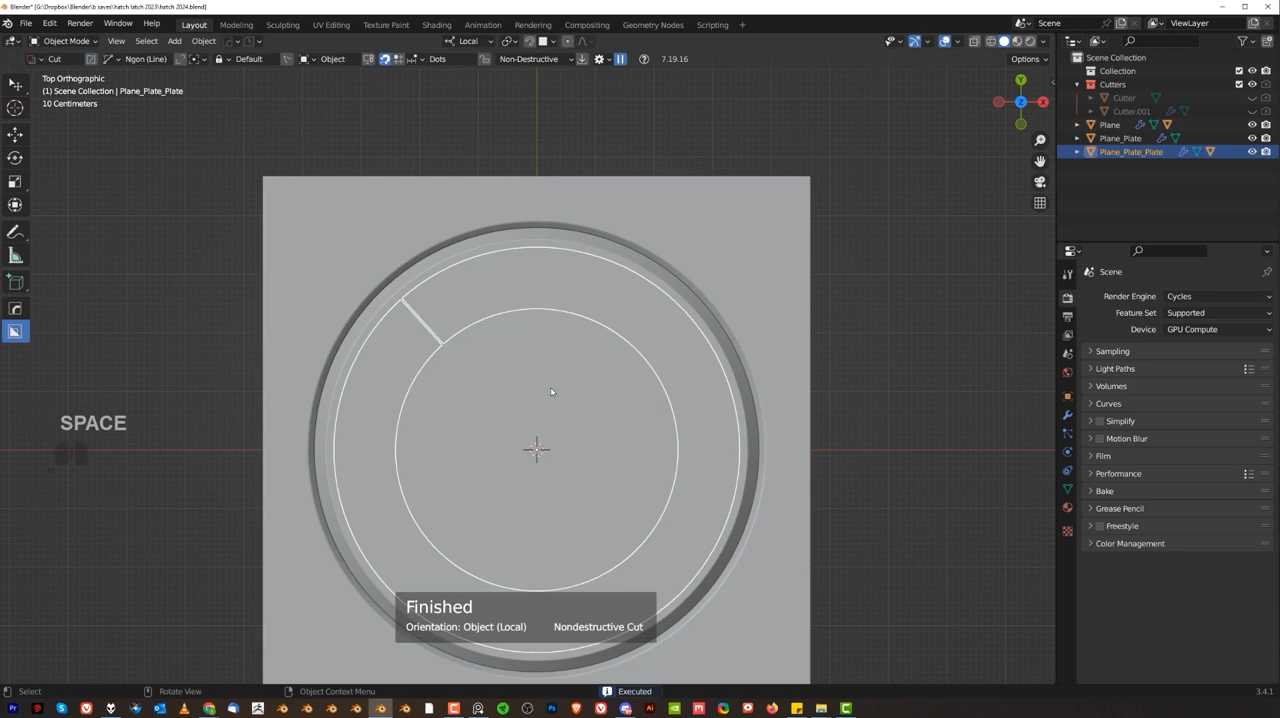 Blender* [G:\Dropbox\Blender\b saves\hatch latch 2023\hatch 2024.blend]
File Edit Render Window Help Layout Modeling Sculpting UV Editing Texture Paint Shading Animation Rendering Compositing Geometry Nodes Scripting + Scene ViewLayer
Object Mode View Select Add Object Local
Cut Ngon (Line) Default Object Dots Non-Destructive 7.19.16 Options
Top Orthographic
(1) Scene Collection | Plane_Plate_Plate
10 Centimeters
Y
Z X
SPACE
Finished
Orientation: Object (Local) Nondestructive Cut
Scene Collection
Collection
Cutters
Cutter
Cutter.001
Plane
Plane_Plate
Plane_Plate_Plate
Scene
Render Engine Cycles
Feature Set Supported
Device GPU Compute
Sampling
Light Paths
Volumes
Curves
Simplify
Motion Blur
Film
Performance
Bake
Grease Pencil
Freestyle
Color Management
Select Rotate View Object Context Menu Executed 3.4.1